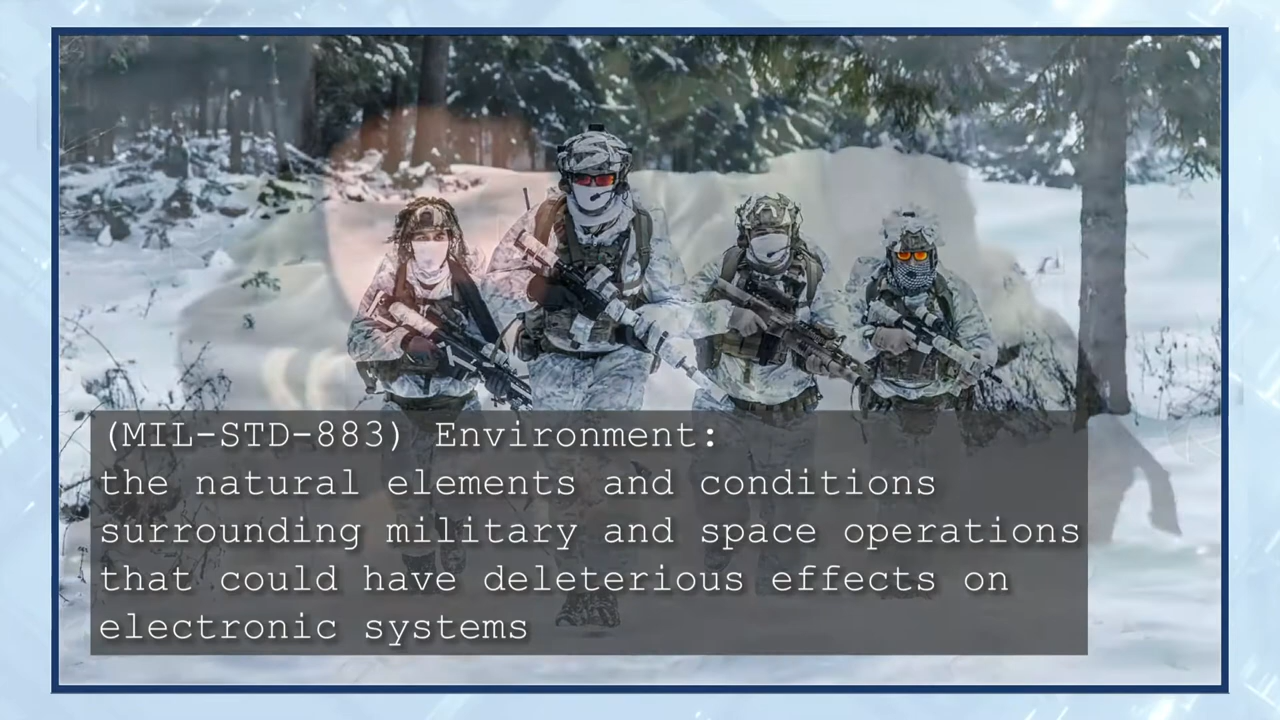 (MIL-STD-883) Environment:
the natural elements and conditions
surrounding military and space operations
that could have deleterious effects on
electronic systems